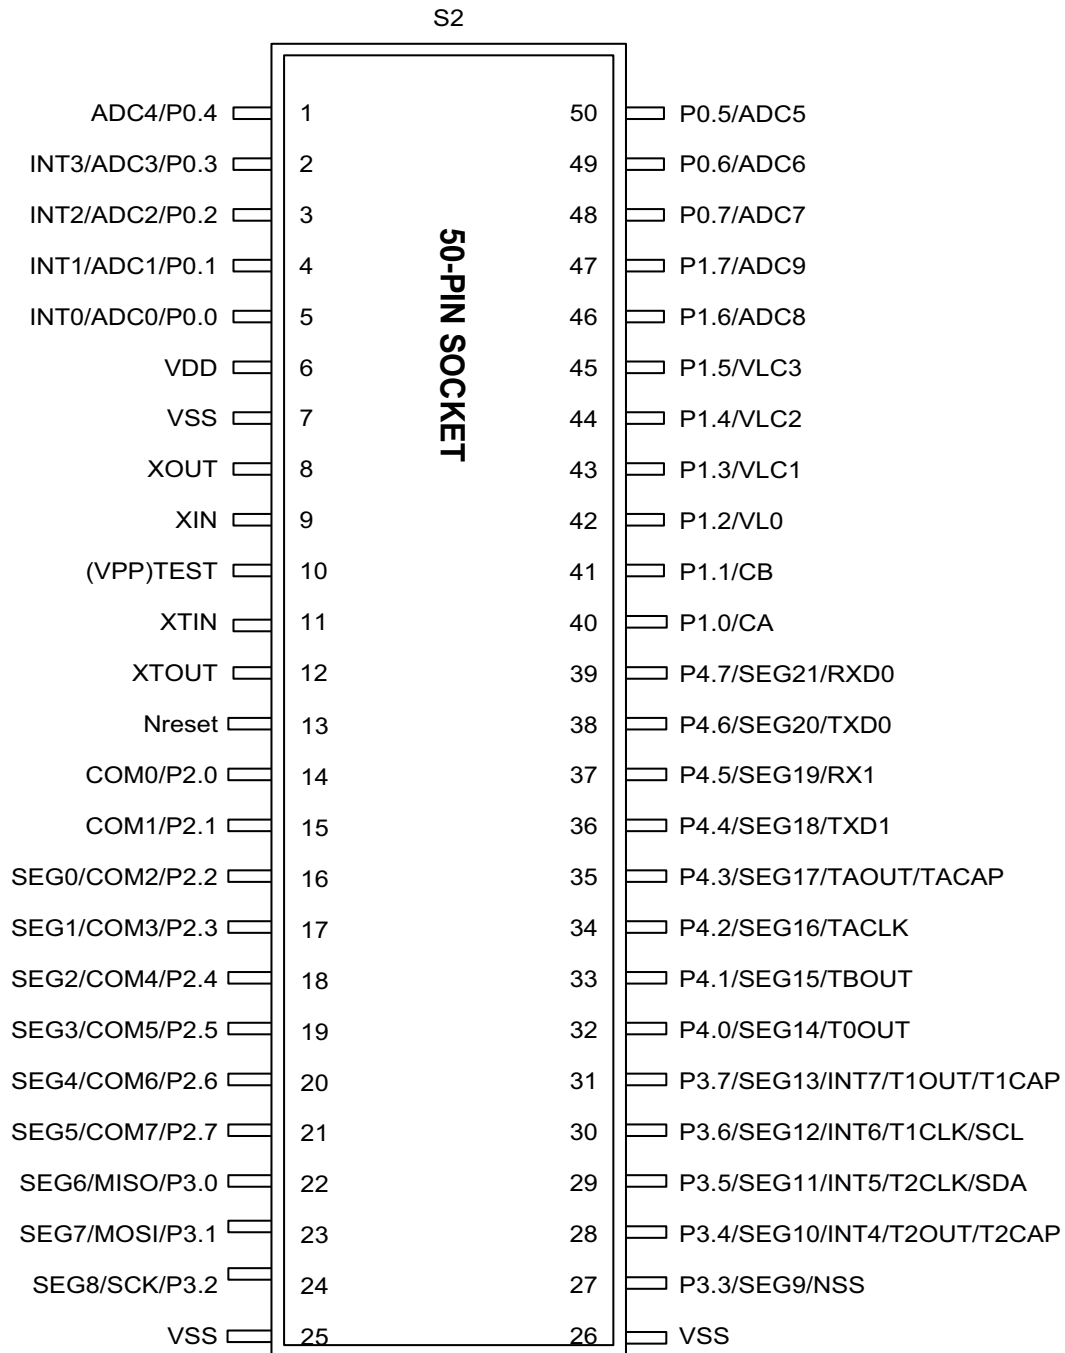 S2
ADC4/P0.4 1 50 P0.5/ADC5
INT3/ADC3/P0.3 2 49 P0.6/ADC6
INT2/ADC2/P0.2 3 48 P0.7/ADC7
INT1/ADC1/P0.1 4 47 P1.7/ADC9
INT0/ADC0/P0.0 5 46 P1.6/ADC8
VDD 6 45 P1.5/VLC3
VSS 7 44 P1.4/VLC2
XOUT 8 43 P1.3/VLC1
XIN 9 42 P1.2/VL0
(VPP)TEST 10 41 P1.1/CB
XTIN 11 40 P1.0/CA
XTOUT 12 39 P4.7/SEG21/RXD0
Nreset 13 38 P4.6/SEG20/TXD0
COM0/P2.0 14 37 P4.5/SEG19/RX1
COM1/P2.1 15 36 P4.4/SEG18/TXD1
SEG0/COM2/P2.2 16 35 P4.3/SEG17/TAOUT/TACAP
SEG1/COM3/P2.3 17 34 P4.2/SEG16/TACLK
SEG2/COM4/P2.4 18 33 P4.1/SEG15/TBOUT
SEG3/COM5/P2.5 19 32 P4.0/SEG14/T0OUT
SEG4/COM6/P2.6 20 31 P3.7/SEG13/INT7/T1OUT/T1CAP
SEG5/COM7/P2.7 21 30 P3.6/SEG12/INT6/T1CLK/SCL
SEG6/MISO/P3.0 22 29 P3.5/SEG11/INT5/T2CLK/SDA
SEG7/MOSI/P3.1 23 28 P3.4/SEG10/INT4/T2OUT/T2CAP
SEG8/SCK/P3.2 24 27 P3.3/SEG9/NSS
VSS 25 26 VSS
50-PIN SOCKET